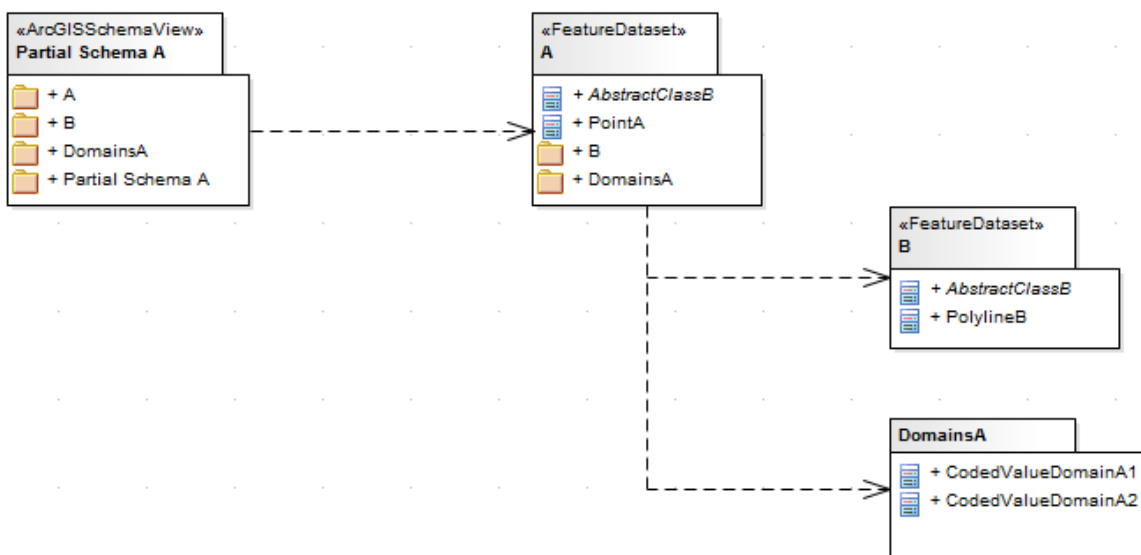 «ArcGISSchemaView»
Partial Schema A
+ A
+ B
+ DomainsA
+ Partial Schema A
«FeatureDataset»
A
+ AbstractClassB
+ PointA
+ B
+ DomainsA
«FeatureDataset»
B
+ AbstractClassB
+ PolylineB
DomainsA
+ CodedValueDomainA1
+ CodedValueDomainA2